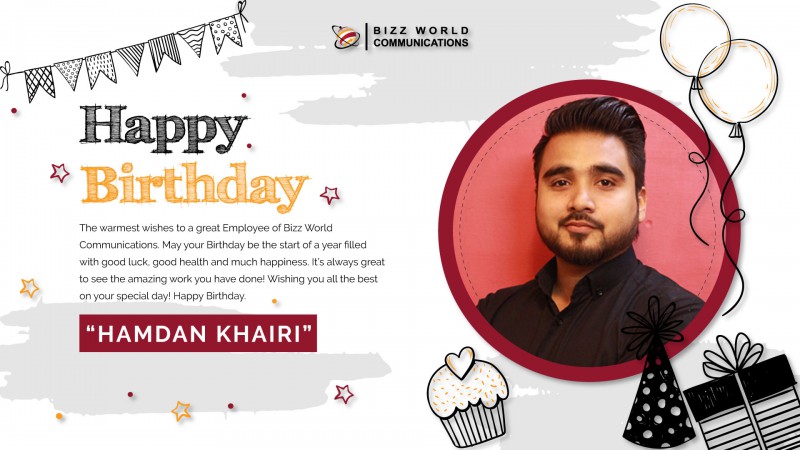 BIZZ WORLD
COMMUNICATIONS
Happy
Birthday
The warmest wishes to a great Employee of Bizz World
Communications. May your Birthday be the start of a year filled
with good luck, good health and much happiness. It’s always great
to see the amazing work you have done! Wishing you all the best
on your special day! Happy Birthday.
“HAMDAN KHAIRI”